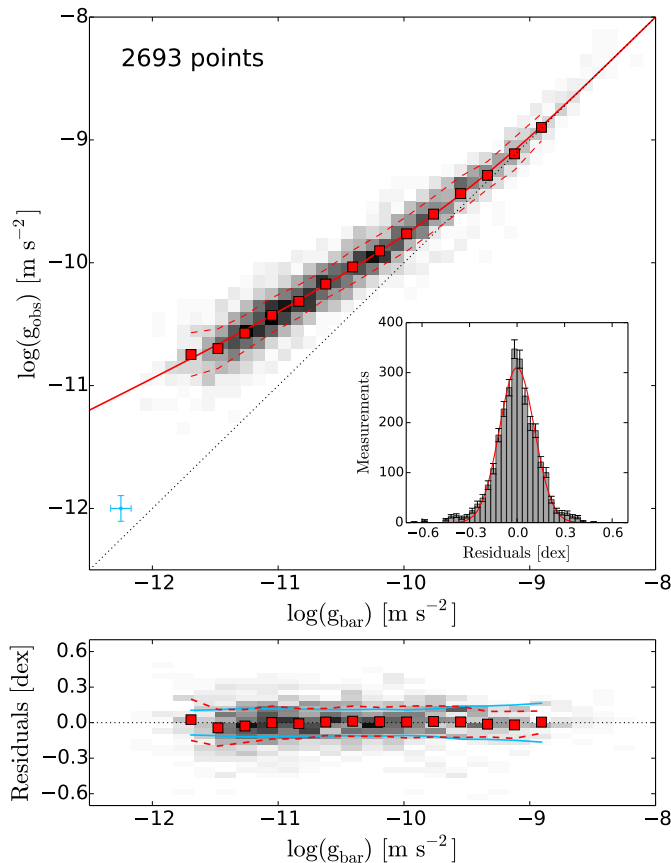 −8
2693 points
−9
−10
log(g_obs) [m s⁻²]
400
300
−11
Measurements
200
100
−12
0
−0.6 −0.3 0.0 0.3 0.6
Residuals [dex]
−12 −11 −10 −9 −8
log(g_bar) [m s⁻²]
0.6
0.3
0.0
Residuals [dex]
−0.3
−0.6
−12 −11 −10 −9 −8
log(g_bar) [m s⁻²]